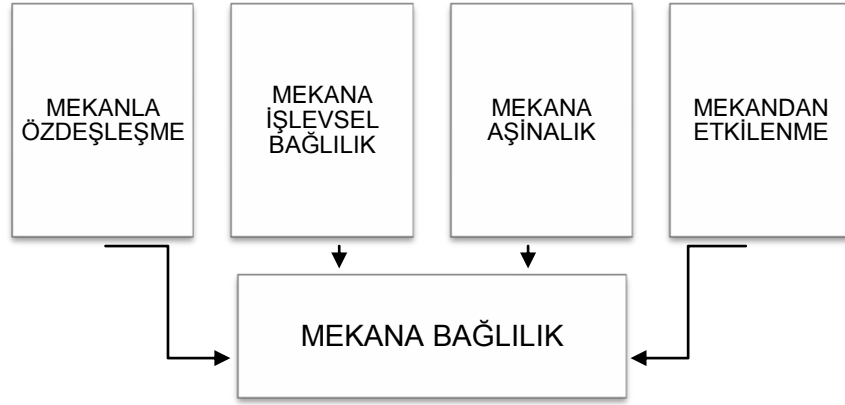 MEKANLA
ÖZDEŞLEŞME
MEKANA
İŞLEVSEL
BAĞLILIK
MEKANA
AŞİNALIK
MEKANDAN
ETKİLENME
MEKANA BAĞLILIK